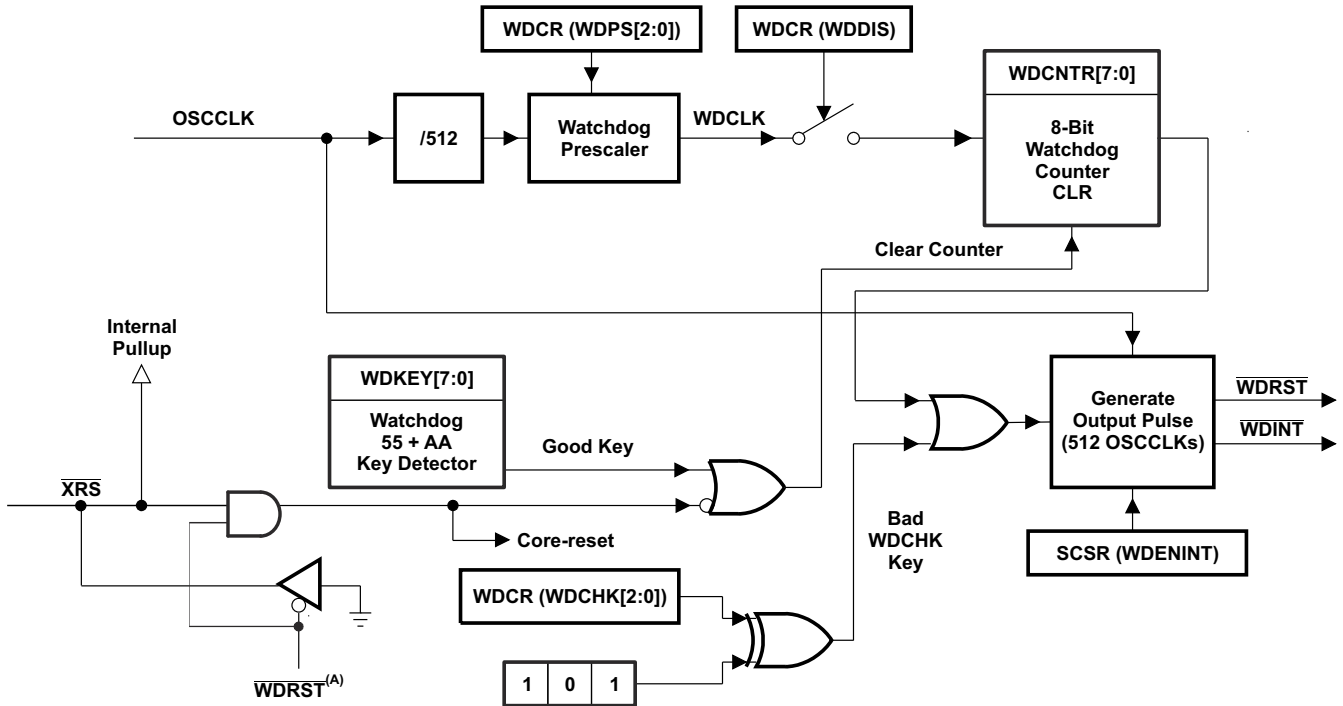 WDCR (WDPS[2:0])
WDCR (WDDIS)
WDCNTR[7:0]
OSCCLK
/512
Watchdog
Prescaler
WDCLK
8-Bit
Watchdog
Counter
CLR
Clear Counter
Internal
Pullup
WDKEY[7:0]
Watchdog
55 + AA
Key Detector
Good Key
Generate
Output Pulse
(512 OSCCLKs)
WDRST
WDINT
XRS
Core-reset
Bad
WDCHK
Key
SCSR (WDENINT)
WDCR (WDCHK[2:0])
WDRST(A)
1 0 1